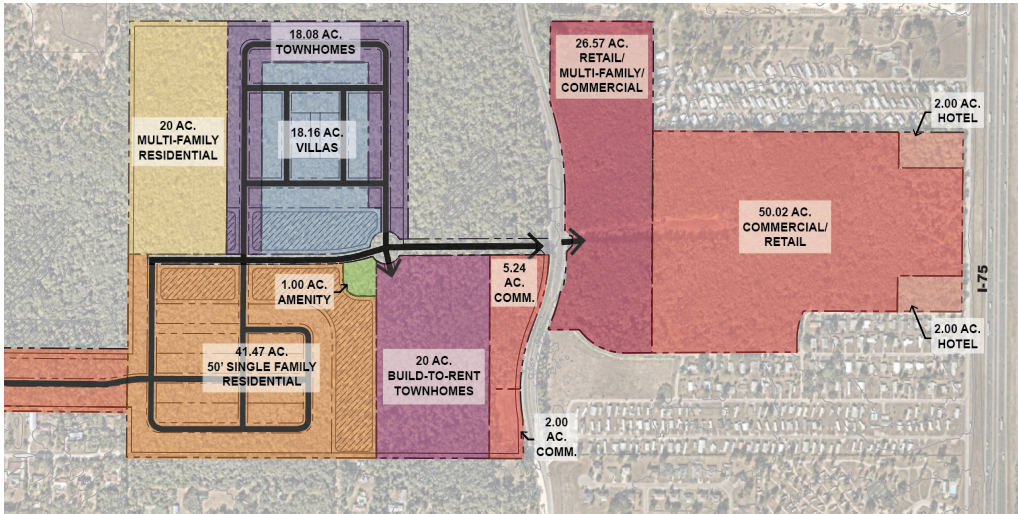 18.08 AC.
TOWNHOMES
26.57 AC.
RETAIL/
MULTI-FAMILY/
COMMERCIAL
2.00 AC.
HOTEL
20 AC.
MULTI-FAMILY
RESIDENTIAL
18.16 AC.
VILLAS
50.02 AC.
COMMERCIAL/
RETAIL
5.24
AC.
COMM.
1.00 AC.
AMENITY
I-75
2.00 AC.
HOTEL
41.47 AC.
50' SINGLE FAMILY
RESIDENTIAL
20 AC.
BUILD-TO-RENT
TOWNHOMES
2.00
AC.
COMM.